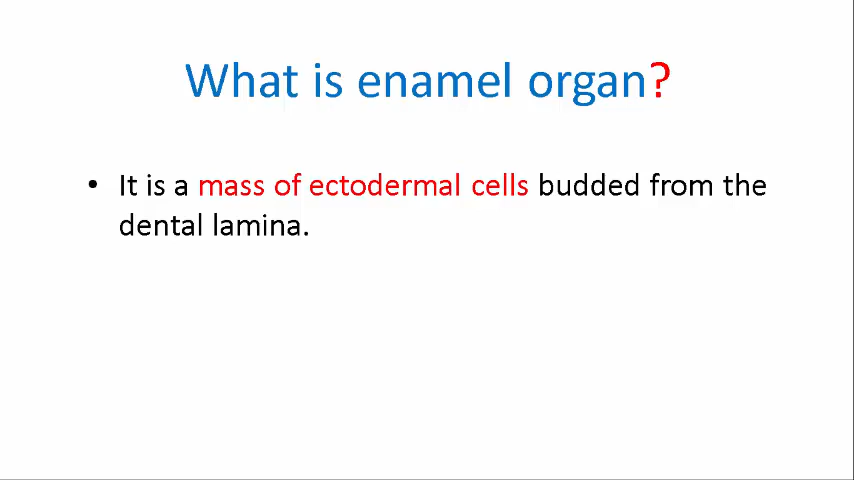 What is enamel organ?
• It is a mass of ectodermal cells budded from the
dental lamina.